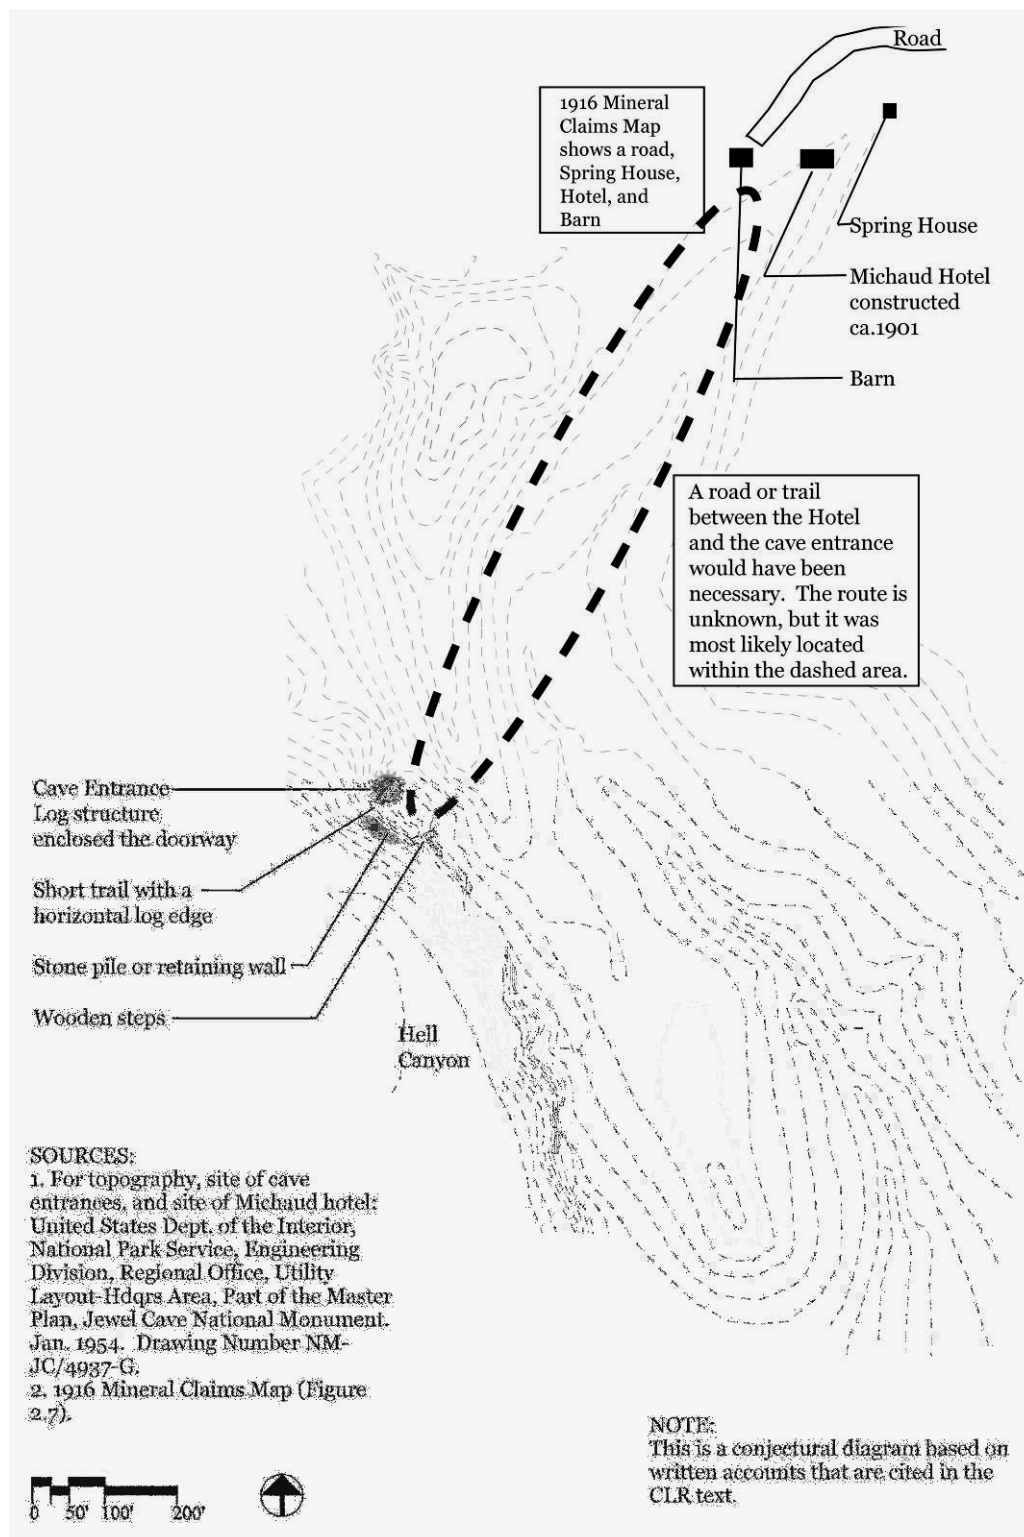 Road
1916 Mineral
Claims Map
shows a road,
Spring House,
Hotel, and
Barn
Spring House
Michaud Hotel
constructed
ca.1901
Barn
A road or trail
between the Hotel
and the cave entrance
would have been
necessary.  The route is
unknown, but it was
most likely located
within the dashed area.
Cave Entrance
Log structure
enclosed the doorway
Short trail with a
horizontal log edge
Stone pile or retaining wall
Wooden steps
Hell
Canyon
SOURCES:
1. For topography, site of cave
entrances, and site of Michaud hotel:
United States Dept. of the Interior,
National Park Service, Engineering
Division, Regional Office, Utility
Layout-Hdqrs Area, Part of the Master
Plan, Jewel Cave National Monument.
Jan. 1954.  Drawing Number NM-
JC/4937-G.
2. 1916 Mineral Claims Map (Figure
2.7).
0 50' 100' 200'
NOTE:
This is a conjectural diagram based on
written accounts that are cited in the
CLR text.